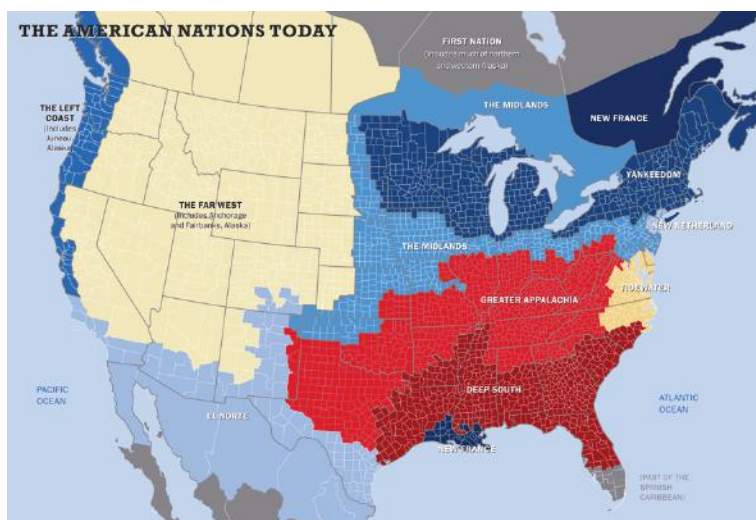 THE AMERICAN NATIONS TODAY
FIRST NATION
(Includes much of northern
and western Alaska)
THE LEFT
COAST
(Includes
Juneau,
Alaska)
THE MIDLANDS
NEW FRANCE
YANKEEDOM
THE FAR WEST
(Includes Anchorage
and Fairbanks, Alaska)
NEW NETHERLAND
THE MIDLANDS
TIDEWATER
GREATER APPALACHIA
PACIFIC
OCEAN
DEEP SOUTH
ATLANTIC
OCEAN
EL NORTE
NEW FRANCE
(PART OF THE
SPANISH
CARIBBEAN)